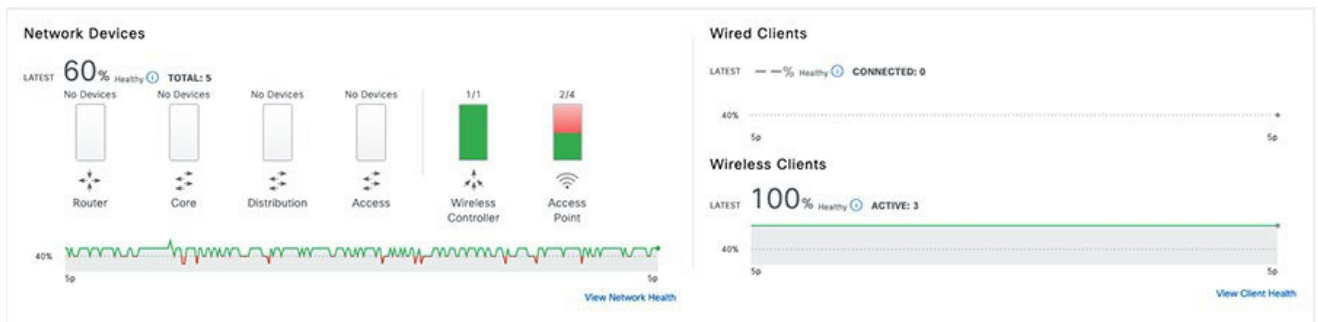 Network Devices
LATEST 60% Healthy TOTAL: 5
No Devices No Devices No Devices No Devices 1/1 2/4
Router Core Distribution Access Wireless Controller Access Point
40%
5p 5p
View Network Health
Wired Clients
LATEST – –% Healthy CONNECTED: 0
40%
5p 5p
Wireless Clients
LATEST 100% Healthy ACTIVE: 3
40%
5p 5p
View Client Health